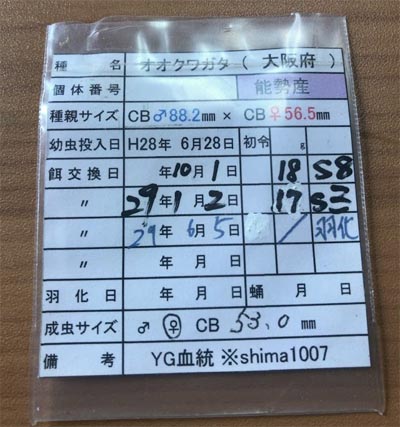 種 名 オオクワガタ ( 大阪府 )
個体番号 能勢産
種親サイズ CB♂88.2mm × CB♀56.5mm
幼虫投入日 H28年 6月28日 初令 g
餌交換日 年10月1日 18 S8
〃 29年1月2日 17 S三
〃 29年6月5日 / 羽化
〃 年 月 日
羽化日 年 月 日 蛹 月 日
成虫サイズ ♂ ♀ CB 53.0 mm
備 考 YG血統 ※shima1007